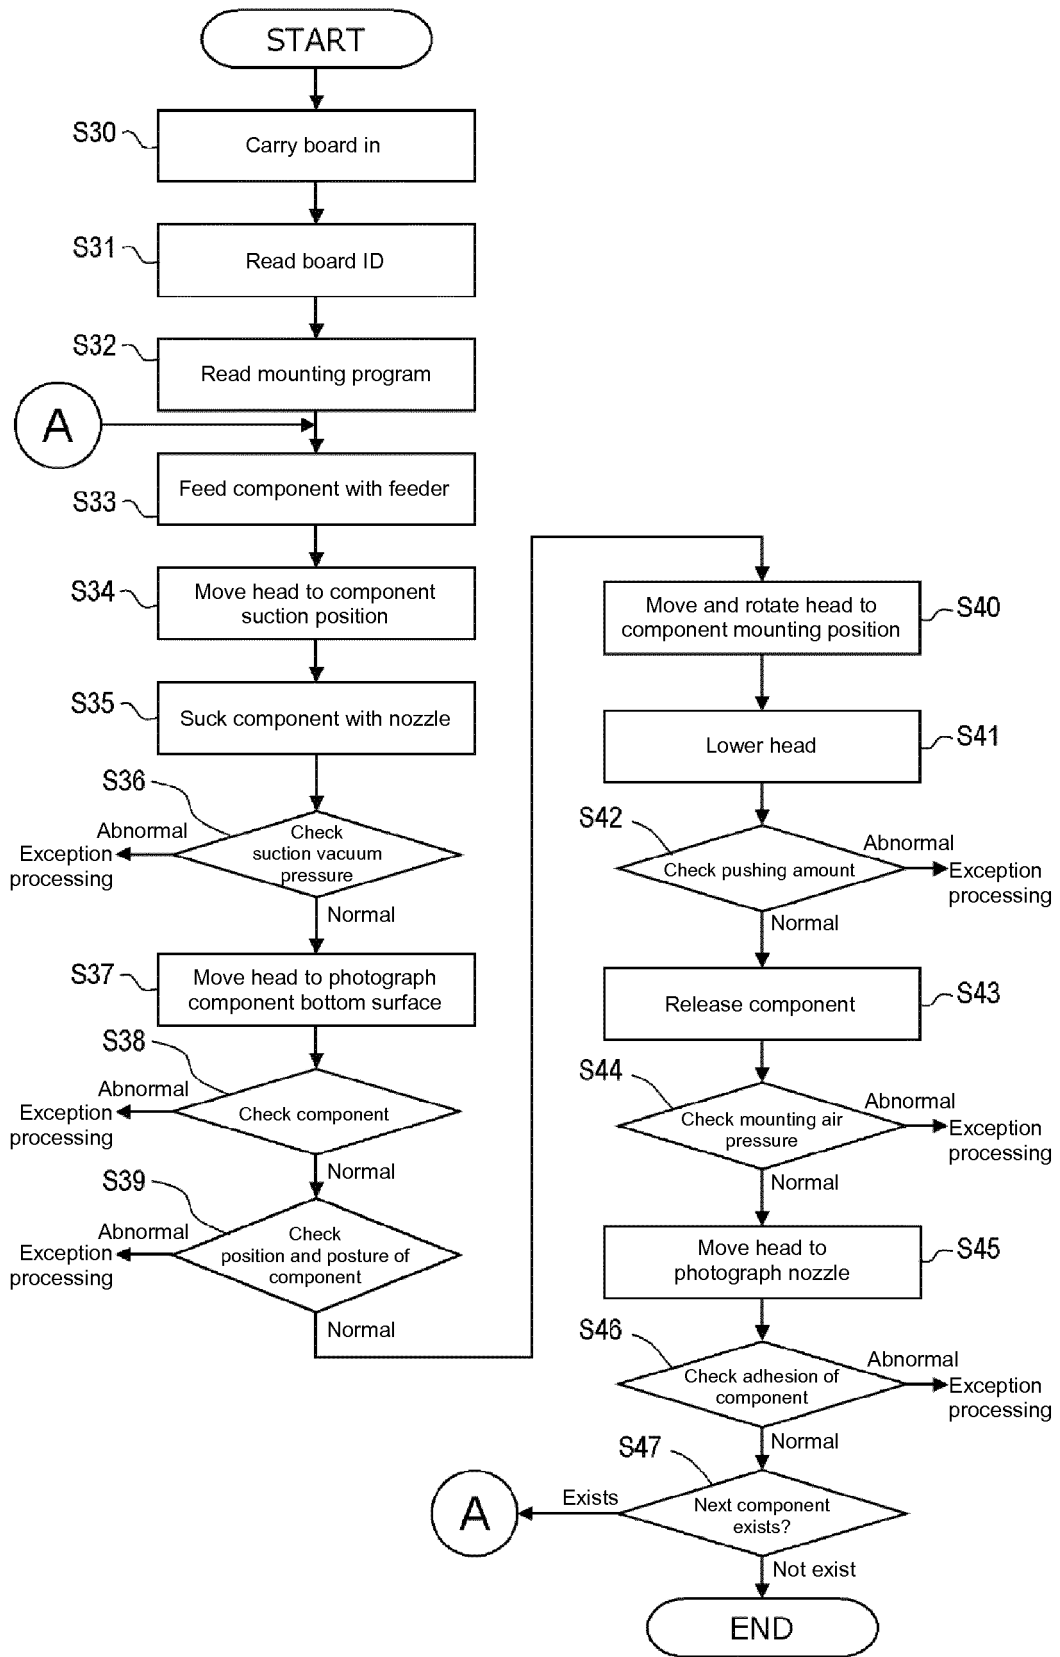 START
S30
Carry board in
S31
Read board ID
S32
Read mounting program
A
S33
Feed component with feeder
S34
Move head to component
suction position
S35
Suck component with nozzle
S36
Abnormal
Exception
processing
Check
suction vacuum
pressure
Normal
S37
Move head to photograph
component bottom surface
S38
Abnormal
Exception
processing
Check component
Normal
S39
Abnormal
Exception
processing
Check
position and posture of
component
Normal
S40
Move and rotate head to
component mounting position
S41
Lower head
S42
Check pushing amount
Abnormal
Exception
processing
Normal
S43
Release component
S44
Check mounting air
pressure
Abnormal
Exception
processing
Normal
S45
Move head to
photograph nozzle
S46
Check adhesion of
component
Abnormal
Exception
processing
Normal
S47
Next component
exists?
Exists
A
Not exist
END